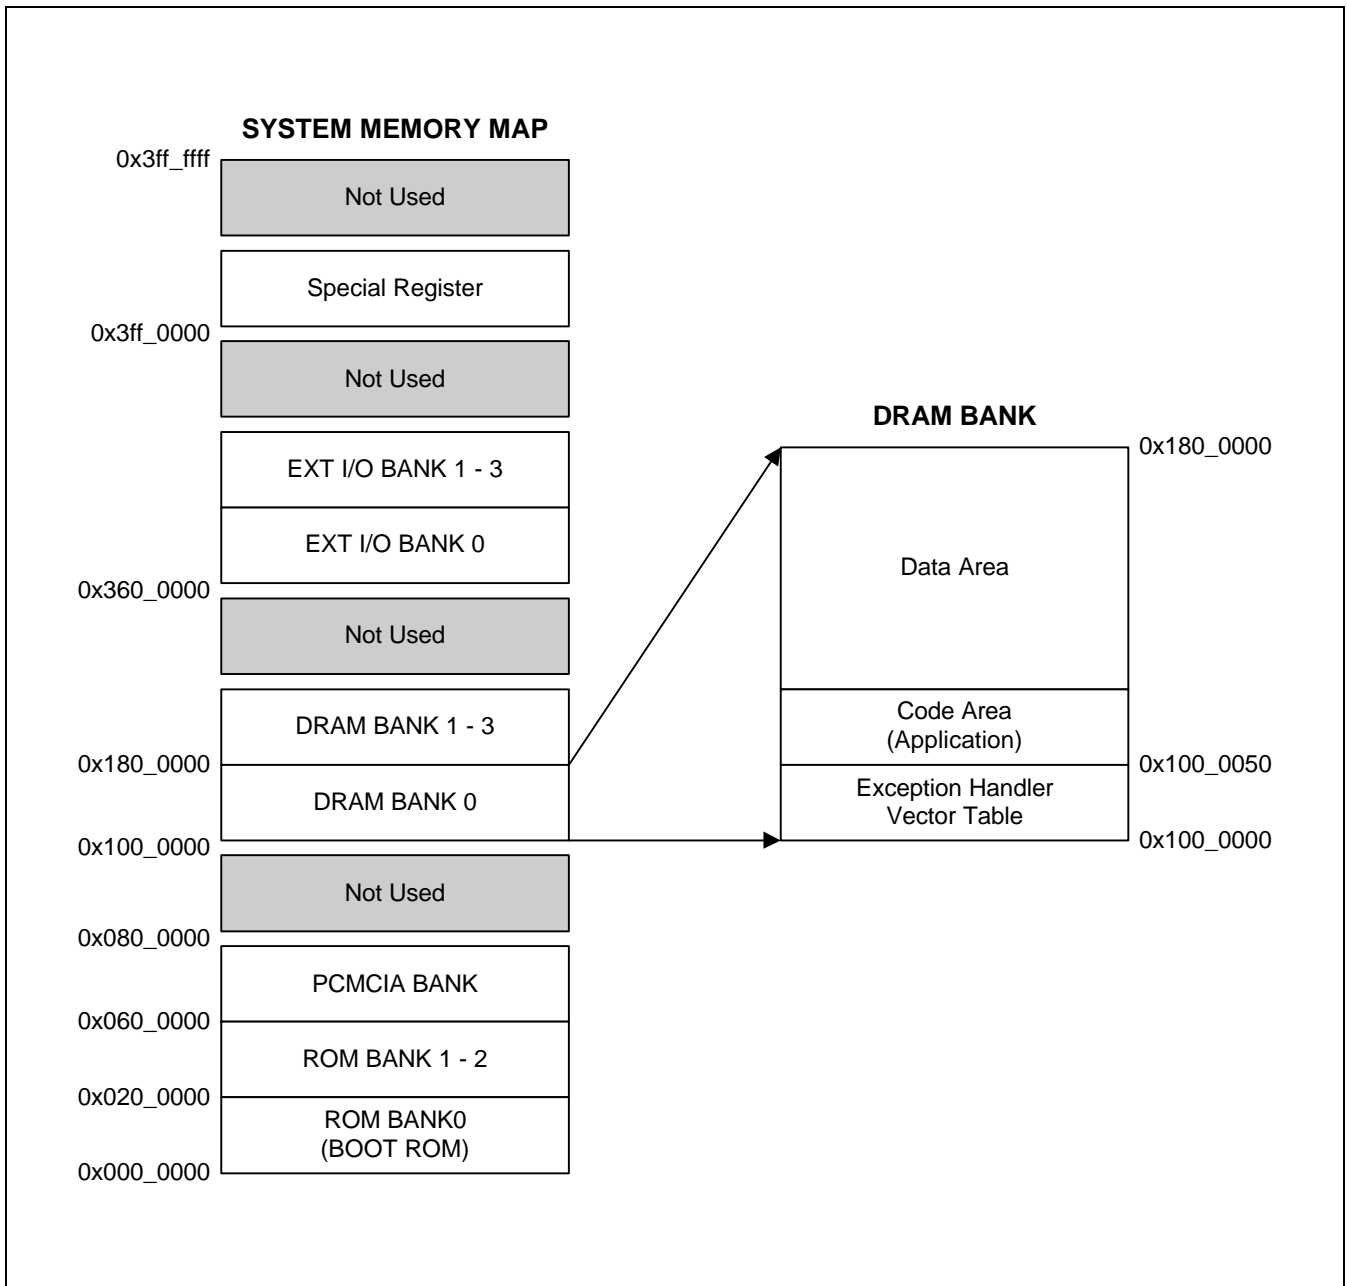 SYSTEM MEMORY MAP
0x3ff_ffff
Not Used
Special Register
0x3ff_0000
Not Used
EXT I/O BANK 1 - 3
EXT I/O BANK 0
0x360_0000
Not Used
DRAM BANK 1 - 3
0x180_0000
DRAM BANK 0
0x100_0000
Not Used
0x080_0000
PCMCIA BANK
0x060_0000
ROM BANK 1 - 2
0x020_0000
ROM BANK0
(BOOT ROM)
0x000_0000
DRAM BANK
0x180_0000
Data Area
Code Area
(Application)
0x100_0050
Exception Handler
Vector Table
0x100_0000